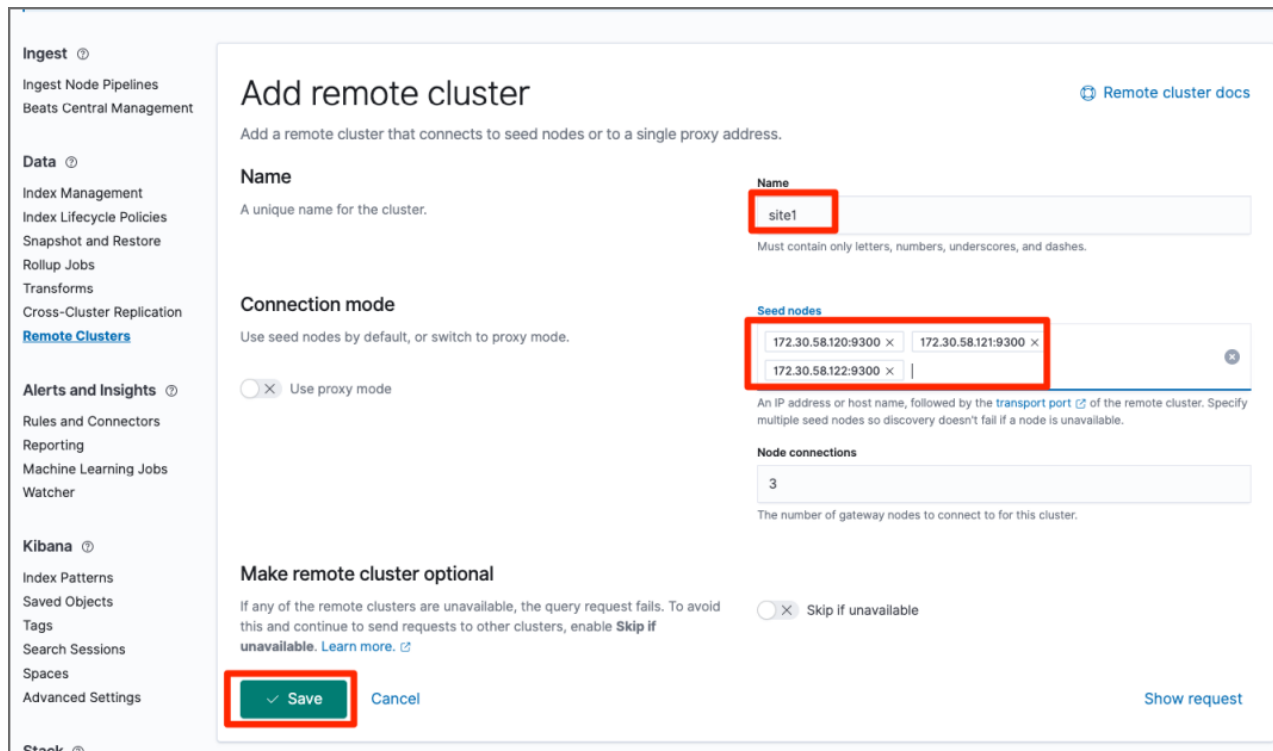 Ingest
Ingest Node Pipelines
Beats Central Management
Data
Index Management
Index Lifecycle Policies
Snapshot and Restore
Rollup Jobs
Transforms
Cross-Cluster Replication
Remote Clusters
Alerts and Insights
Rules and Connectors
Reporting
Machine Learning Jobs
Watcher
Kibana
Index Patterns
Saved Objects
Tags
Search Sessions
Spaces
Advanced Settings
Stack
Add remote cluster
Remote cluster docs
Add a remote cluster that connects to seed nodes or to a single proxy address.
Name
A unique name for the cluster.
Name
site1
Must contain only letters, numbers, underscores, and dashes.
Connection mode
Use seed nodes by default, or switch to proxy mode.
Use proxy mode
Seed nodes
172.30.58.120:9300 × 172.30.58.121:9300 ×
172.30.58.122:9300 ×
An IP address or host name, followed by the transport port of the remote cluster. Specify
multiple seed nodes so discovery doesn't fail if a node is unavailable.
Node connections
3
The number of gateway nodes to connect to for this cluster.
Make remote cluster optional
If any of the remote clusters are unavailable, the query request fails. To avoid
this and continue to send requests to other clusters, enable Skip if
unavailable. Learn more.
Skip if unavailable
Save
Cancel
Show request